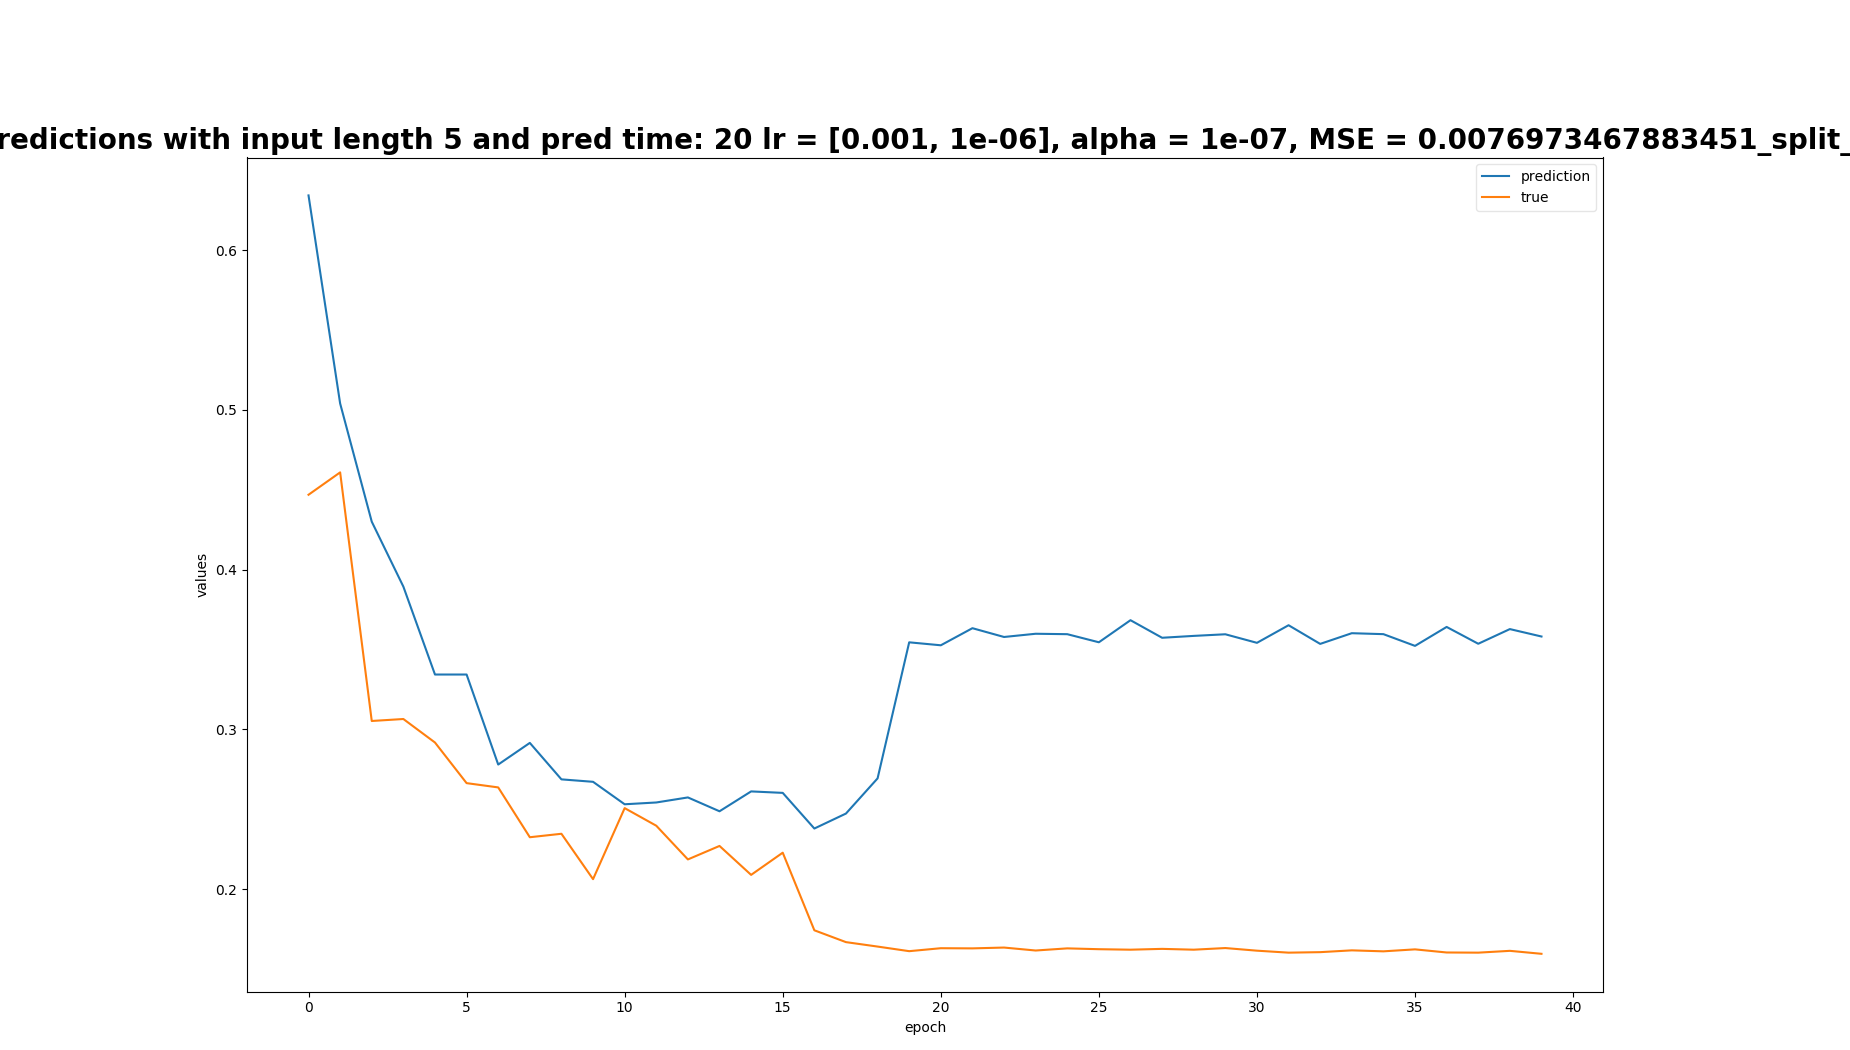 redictions with input length 5 and pred time: 20 lr = [0.001, 1e-06], alpha = 1e-07, MSE = 0.0076973467883451_split_
prediction
true
0.6
0.5
0.4
0.3
0.2
values
0 5 10 15 20 25 30 35 40
epoch